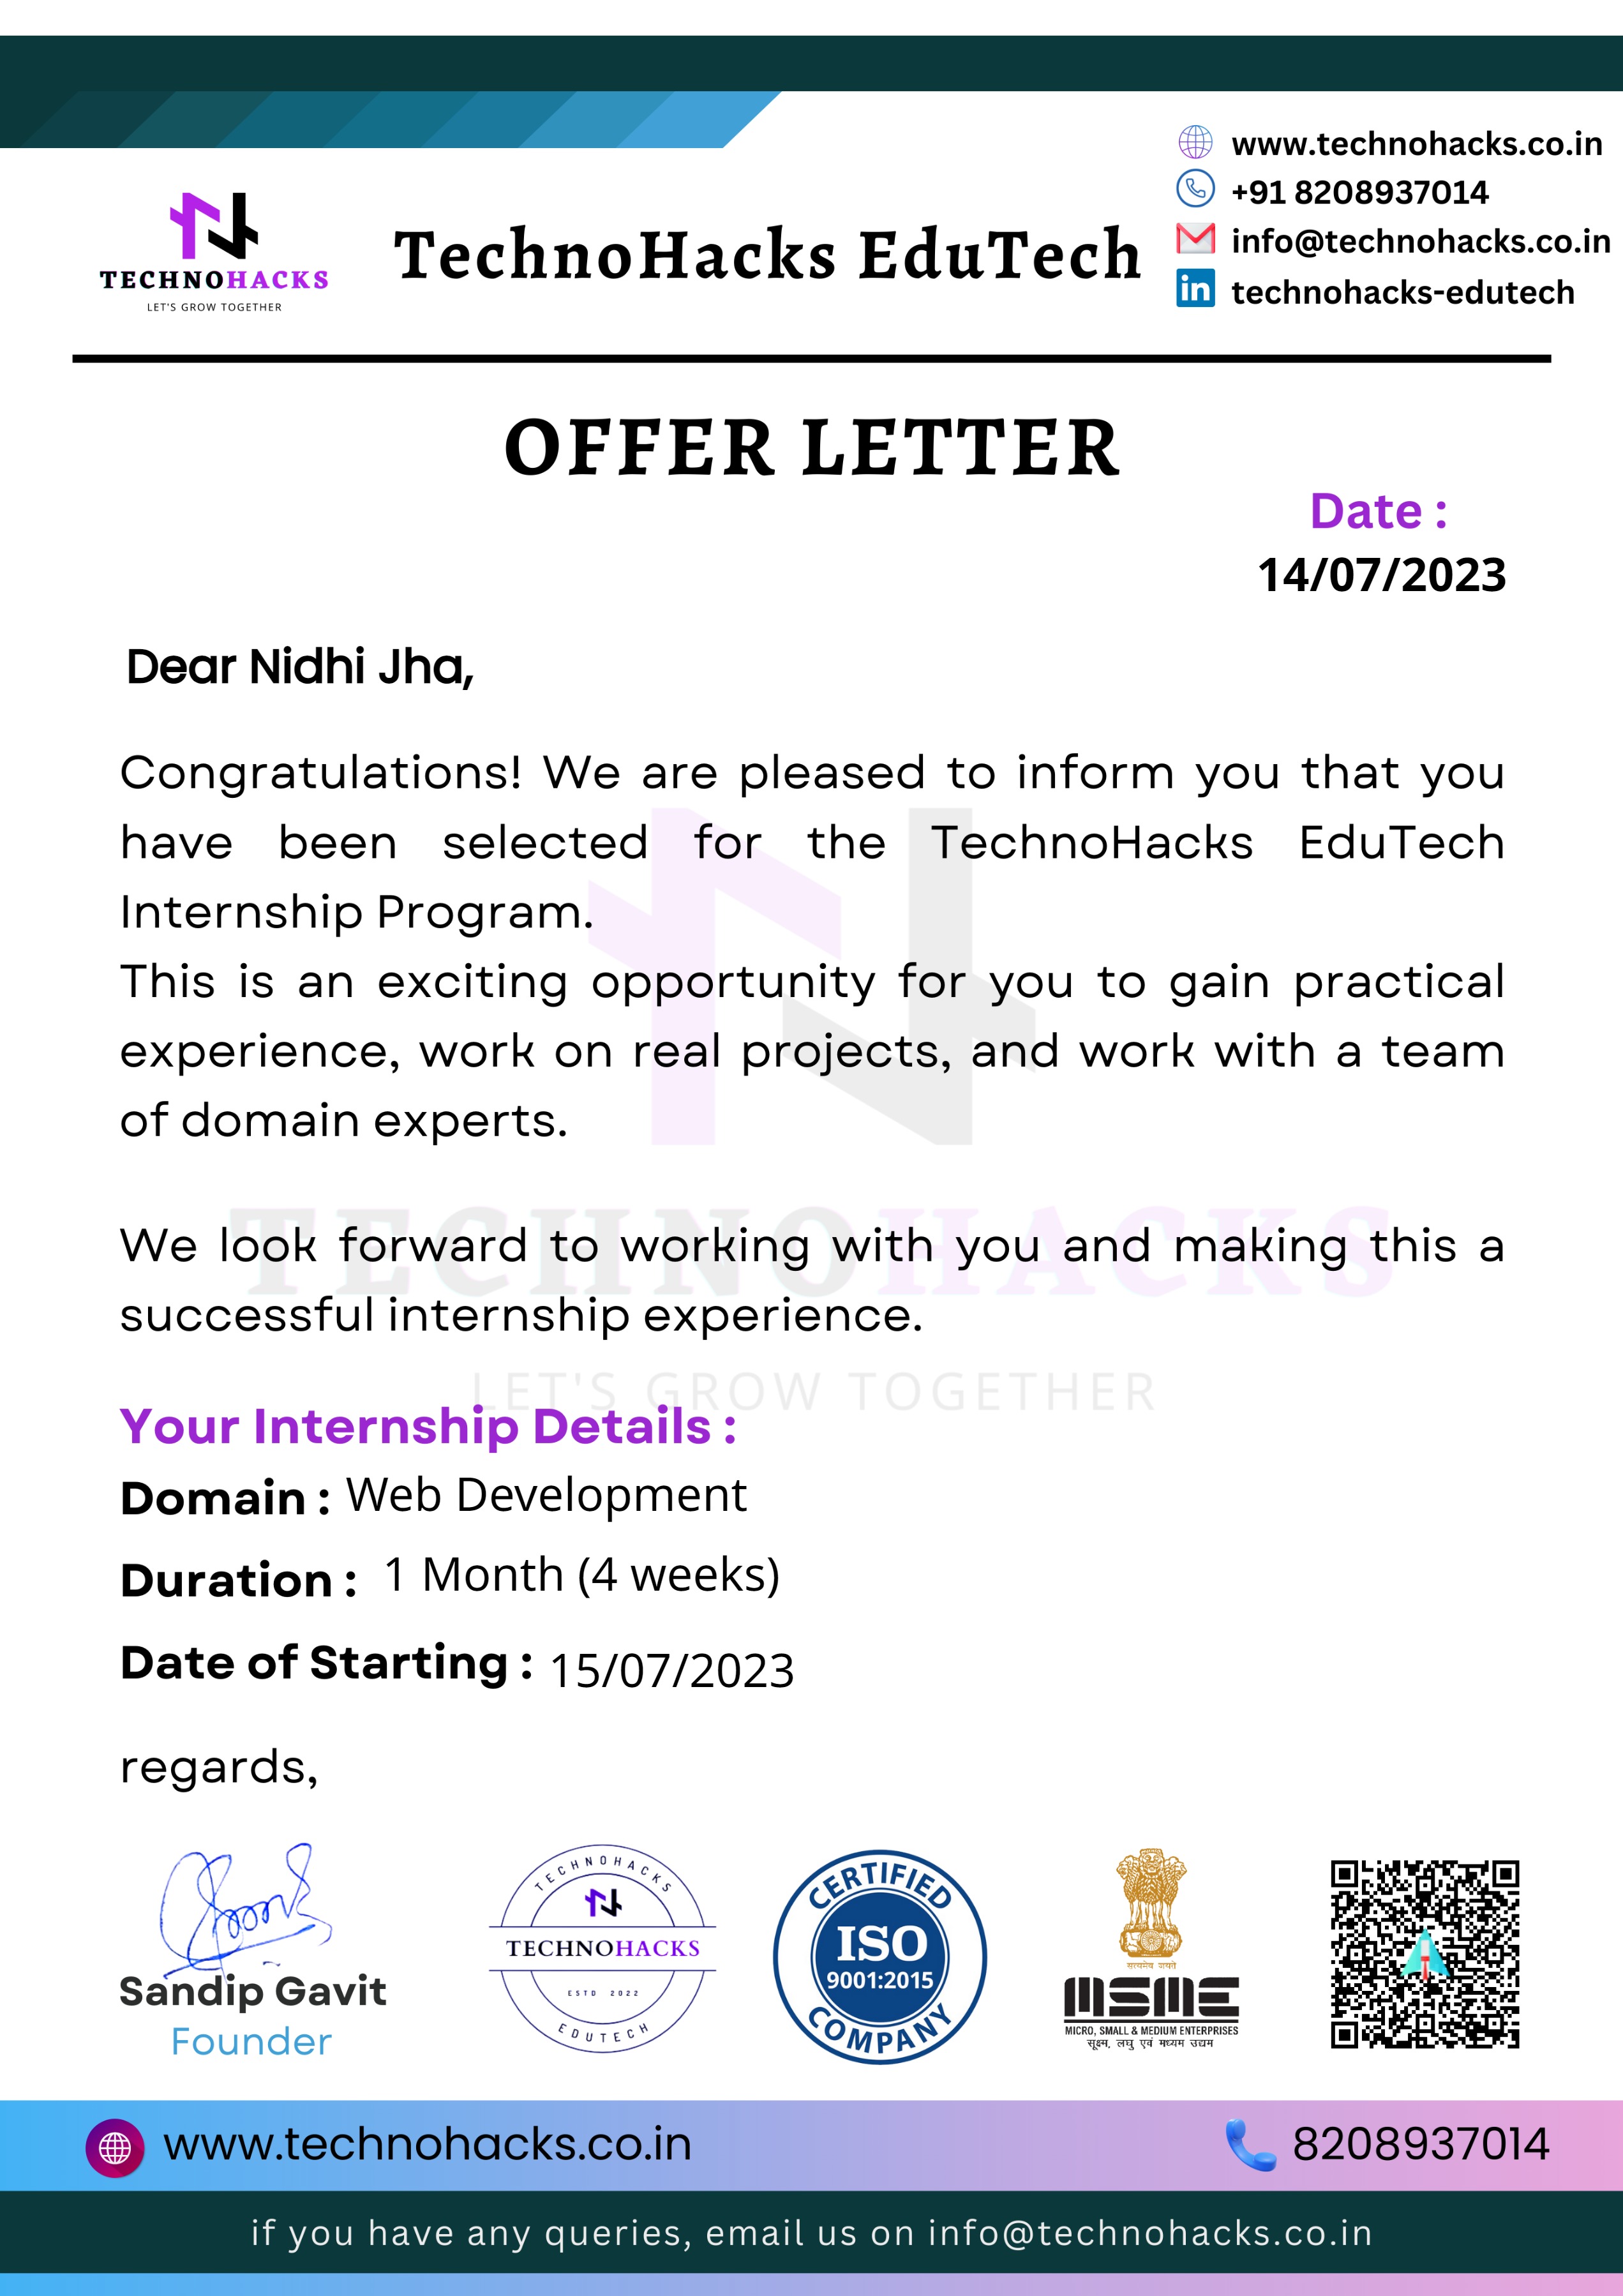 www.technohacks.co.in
+91 8208937014
info@technohacks.co.in
in technohacks-edutech
TECHNOHACKS
LET'S GROW TOGETHER
TechnoHacks EduTech
OFFER LETTER
Date :
14/07/2023
Dear Nidhi Jha,
Congratulations! We are pleased to inform you that you
have been selected for the TechnoHacks EduTech
Internship Program.
This is an exciting opportunity for you to gain practical
experience, work on real projects, and work with a team
of domain experts.
We look forward to working with you and making this a
successful internship experience.
TECHNOHACKS
LET'S GROW TOGETHER
Your Internship Details :
Domain : Web Development
Duration : 1 Month (4 weeks)
Date of Starting : 15/07/2023
regards,
Sandip Gavit
Founder
TECHNOHACKS
TECHNOHACKS
ESTD 2022
EDUTECH
CERTIFIED
ISO
9001:2015
COMPANY
सत्यमेव जयते
MSME
MICRO, SMALL & MEDIUM ENTERPRISES
सूक्ष्म, लघु एवं मध्यम उद्यम
www.technohacks.co.in
8208937014
if you have any queries, email us on info@technohacks.co.in